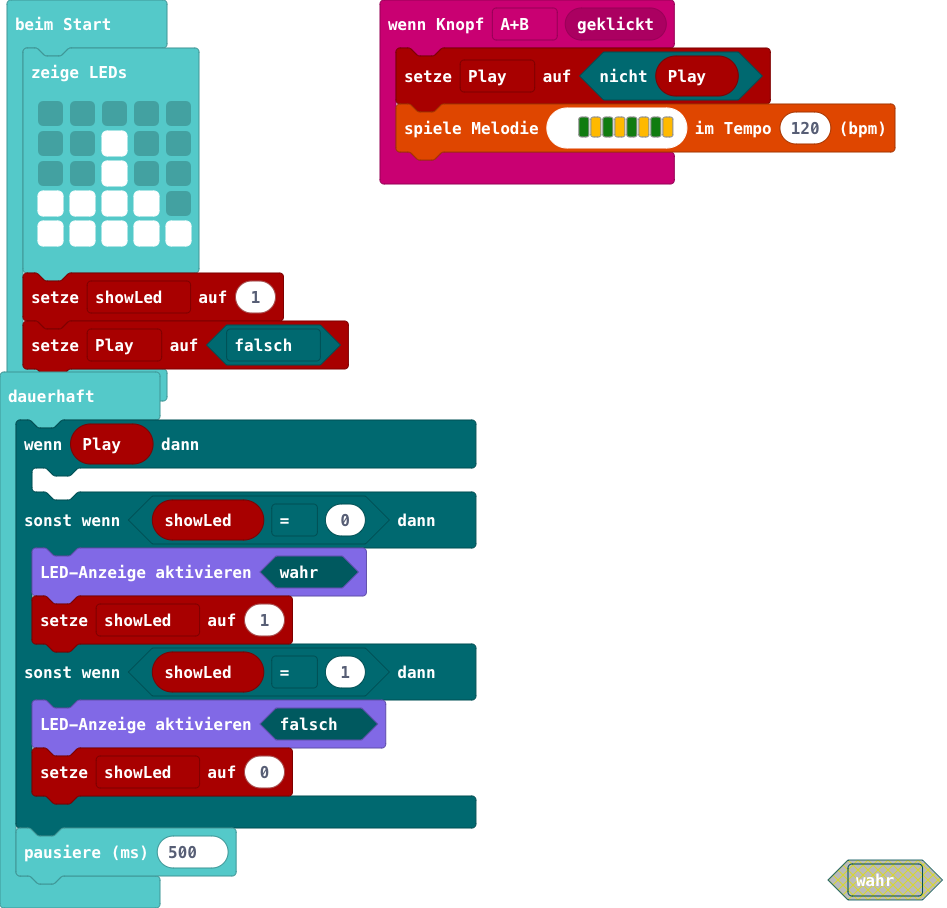 beim Start
zeige LEDs
setze showLed auf 1
setze Play auf falsch
wenn Knopf A+B geklickt
setze Play auf nicht Play
spiele Melodie im Tempo 120 (bpm)
dauerhaft
wenn Play dann
sonst wenn showLed = 0 dann
LED-Anzeige aktivieren wahr
setze showLed auf 1
sonst wenn showLed = 1 dann
LED-Anzeige aktivieren falsch
setze showLed auf 0
pausiere (ms) 500
wahr